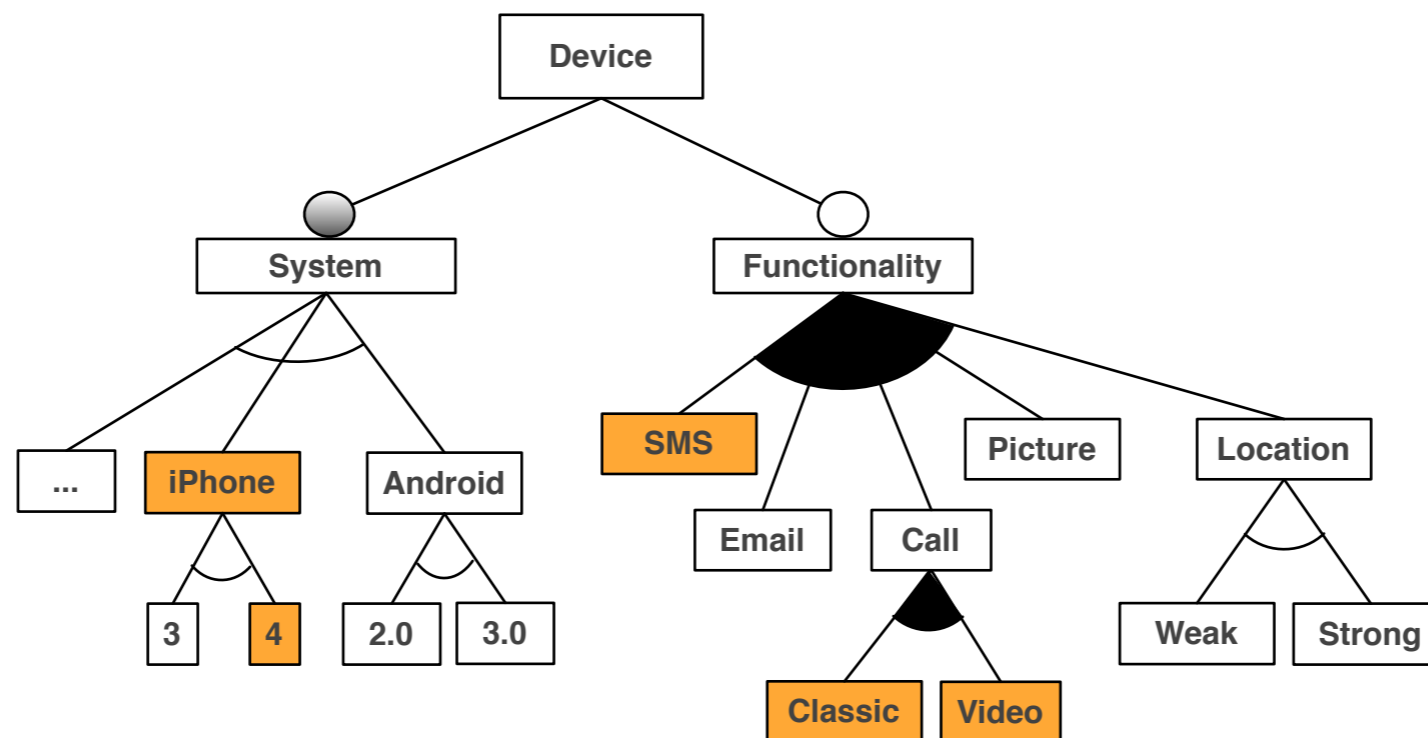 Device
System
Functionality
...
iPhone
Android
SMS
Email
Call
Picture
Location
3
4
2.0
3.0
Classic
Video
Weak
Strong